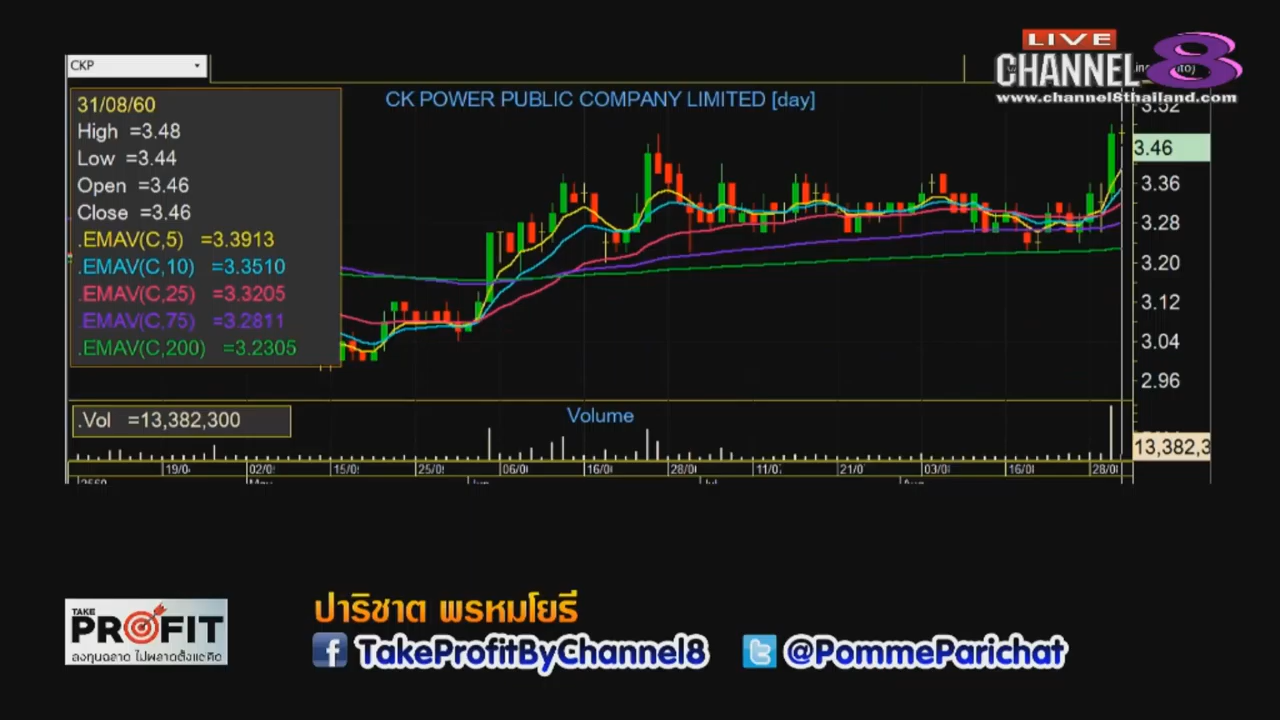 LIVE
CHANNEL 8
www.channel8thailand.com
CKP
CK POWER PUBLIC COMPANY LIMITED [day]
31/08/60
High =3.48
Low =3.44
Open =3.46
Close =3.46
.EMAV(C,5) =3.3913
.EMAV(C,10) =3.3510
.EMAV(C,25) =3.3205
.EMAV(C,75) =3.2811
.EMAV(C,200) =3.2305
3.52
3.46
3.36
3.28
3.20
3.12
3.04
2.96
.Vol =13,382,300
Volume
13,382,3
19/0 02/0 15/0 25/0 06/0 16/0 28/0 11/0 21/0 03/0 16/0 28/0
2560
TAKE
PROFIT
ลงทุนฉลาด ไม่พลาดตั้งแต่คิด
ปาริชาต พรหมโยธี
TakeProfitByChannel8 @PommeParichat